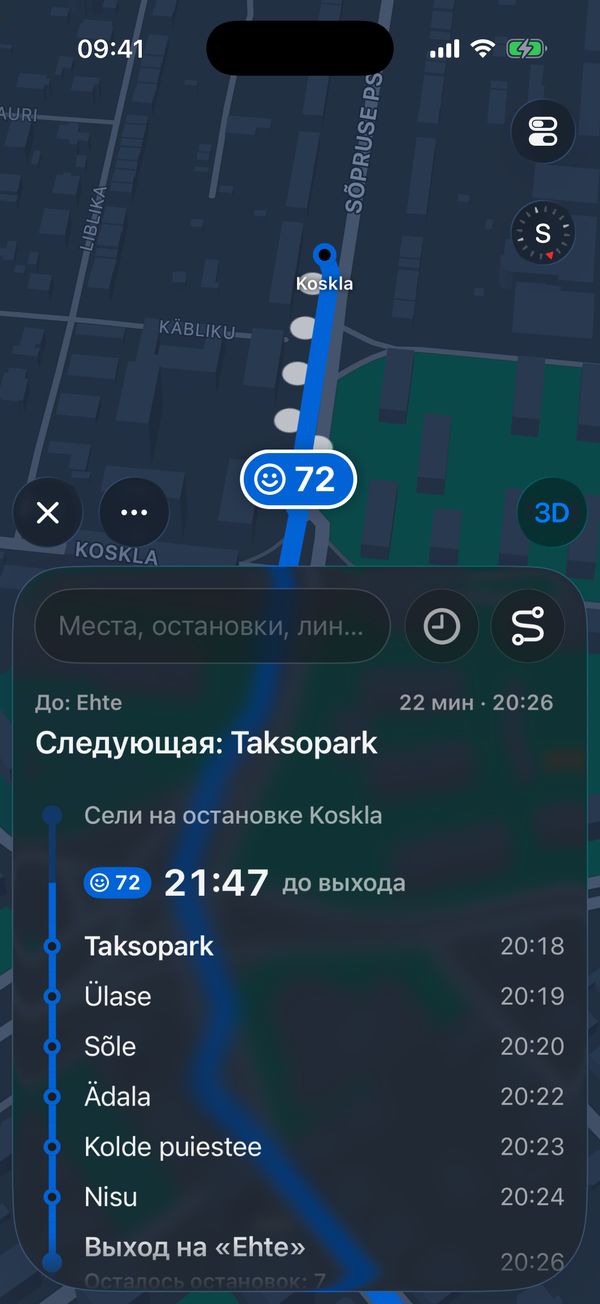 09:41
SÕPRUSE PS
LIBLIKA
Koskla
S
KÄBLIKU
72
3D
KOSKLA
Места, остановки, лин...
До: Ehte
22 мин · 20:26
Следующая: Taksopark
Сели на остановке Koskla
72 21:47 до выхода
Taksopark 20:18
Ülase 20:19
Sõle 20:20
Ädala 20:22
Kolde puiestee 20:23
Nisu 20:24
Выход на «Ehte» 20:26
Осталось остановок: 7